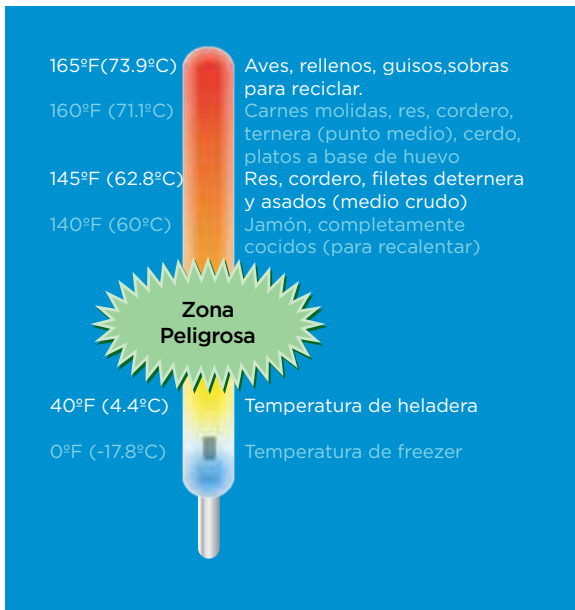 165ºF(73.9ºC) Aves, rellenos, guisos,sobras
para reciclar.
160ºF (71.1ºC) Carnes molidas, res, cordero,
ternera (punto medio), cerdo,
platos a base de huevo
145ºF (62.8ºC) Res, cordero, filetes deternera
y asados (medio crudo)
140ºF (60ºC) Jamón, completamente
cocidos (para recalentar)
Zona
Peligrosa
40ºF (4.4ºC) Temperatura de heladera
0ºF (-17.8ºC) Temperatura de freezer